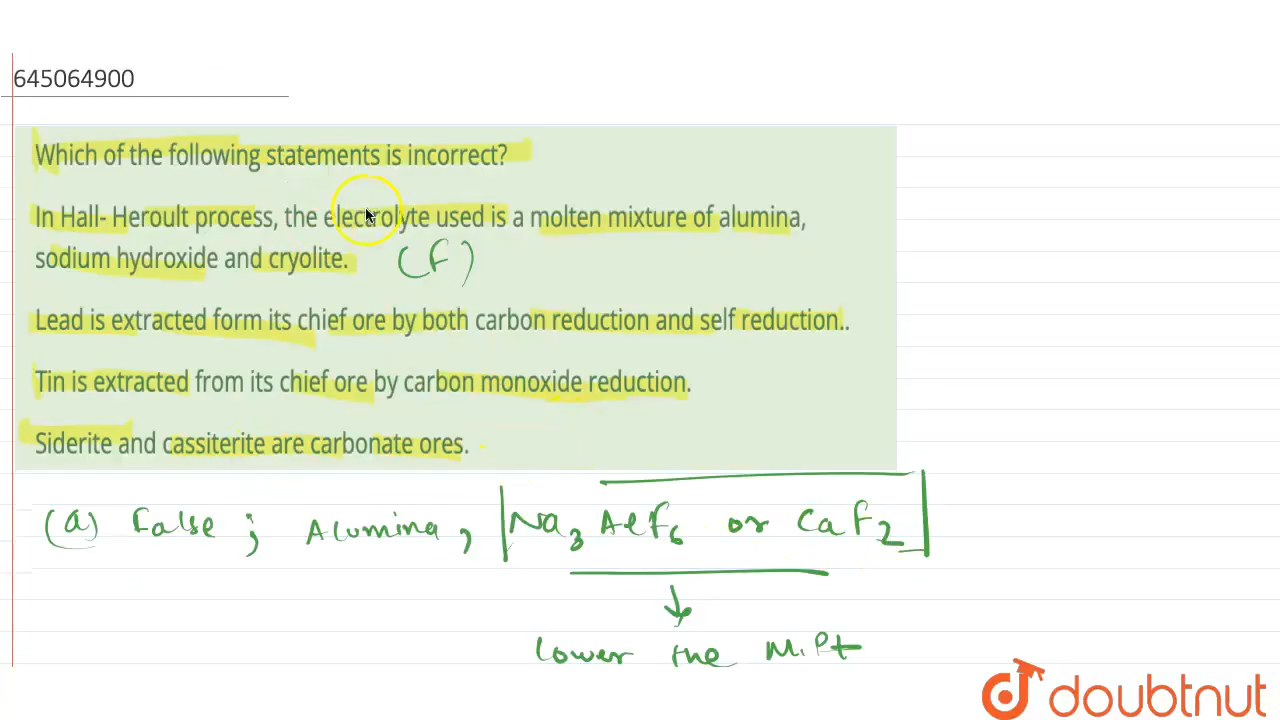 645064900
Which of the following statements is incorrect?
In Hall- Heroult process, the electrolyte used is a molten mixture of alumina,
sodium hydroxide and cryolite. (F)
Lead is extracted form its chief ore by both carbon reduction and self reduction..
Tin is extracted from its chief ore by carbon monoxide reduction.
Siderite and cassiterite are carbonate ores.
(a) False ; Alumina, Na3 AlF6 or CaF2
↓
Lower the M.Pt
doubtnut